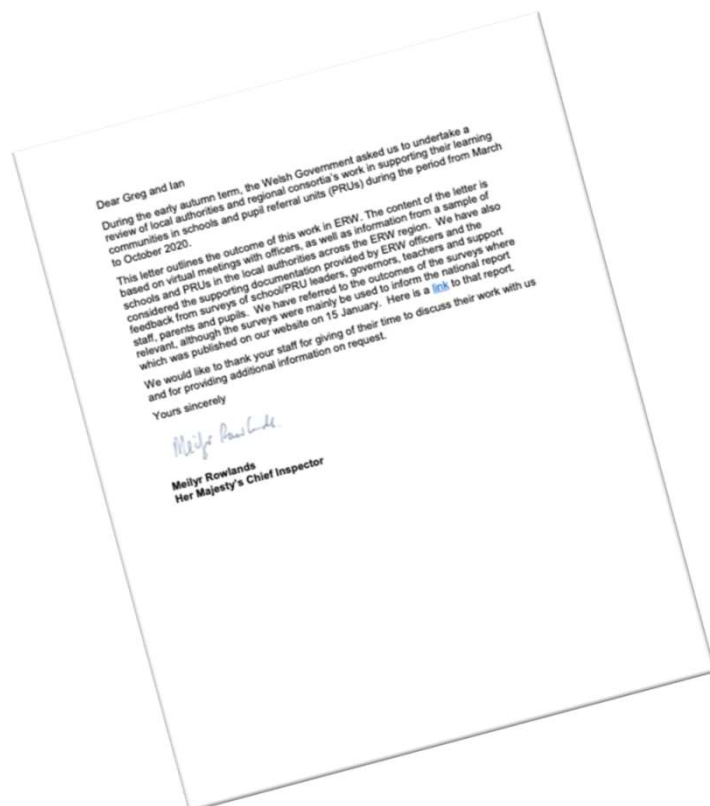 Dear Greg and Ian
During the early autumn term, the Welsh Government asked us to undertake a
review of local authorities and regional consortia's work in supporting their learning
communities in schools and pupil referral units (PRUs) during the period from March
to October 2020.
This letter outlines the outcome of this work in ERW. The content of the letter is
based on virtual meetings with officers, as well as information from a sample of
schools and PRUs in the local authorities across the ERW region. We have also
considered the supporting documentation provided by ERW officers and the
feedback from surveys of school/PRU leaders, governors, teachers and support
staff, parents and pupils. We have referred to the outcomes of the surveys where
relevant, although the surveys were mainly be used to inform the national report
which was published on our website on 15 January. Here is a link to that report.
We would like to thank your staff for giving of their time to discuss their work with us
and for providing additional information on request.
Yours sincerely
Meilyr Rowlands
Meilyr Rowlands
Her Majesty's Chief Inspector